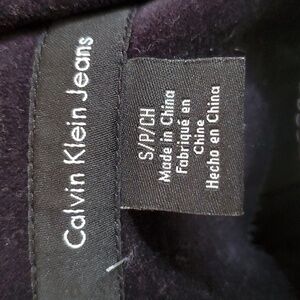 Calvin Klein Jeans
S/P/CH
Made in China
Fabriqué en
Chine
Hecho en China